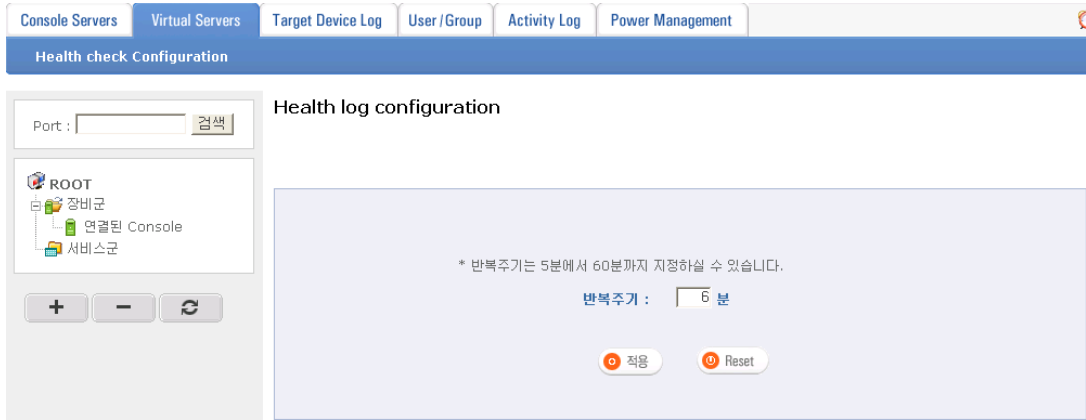 Console Servers Virtual Servers Target Device Log User / Group Activity Log Power Management
Health check Configuration
Port : 검색
ROOT
장비군
연결된 Console
서비스군
Health log configuration
* 반복주기는 5분에서 60분까지 지정하실 수 있습니다.
반복주기 : 6 분
적용 Reset